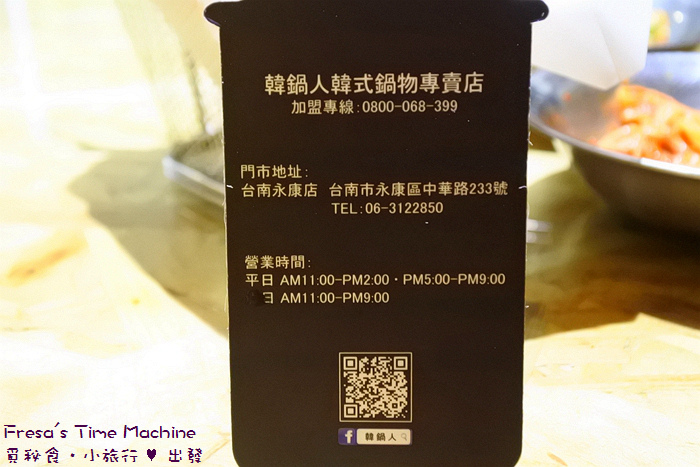 韓鍋人韓式鍋物專賣店
加盟專線:0800-068-399
門市地址:
台南永康店 台南市永康區中華路233號
TEL:06-3122850
營業時間:
平日 AM11:00-PM2:00‧PM5:00-PM9:00
日 AM11:00-PM9:00
f 韓鍋人
Fresa's Time Machine
覓秘食‧小旅行 ♥ 出發